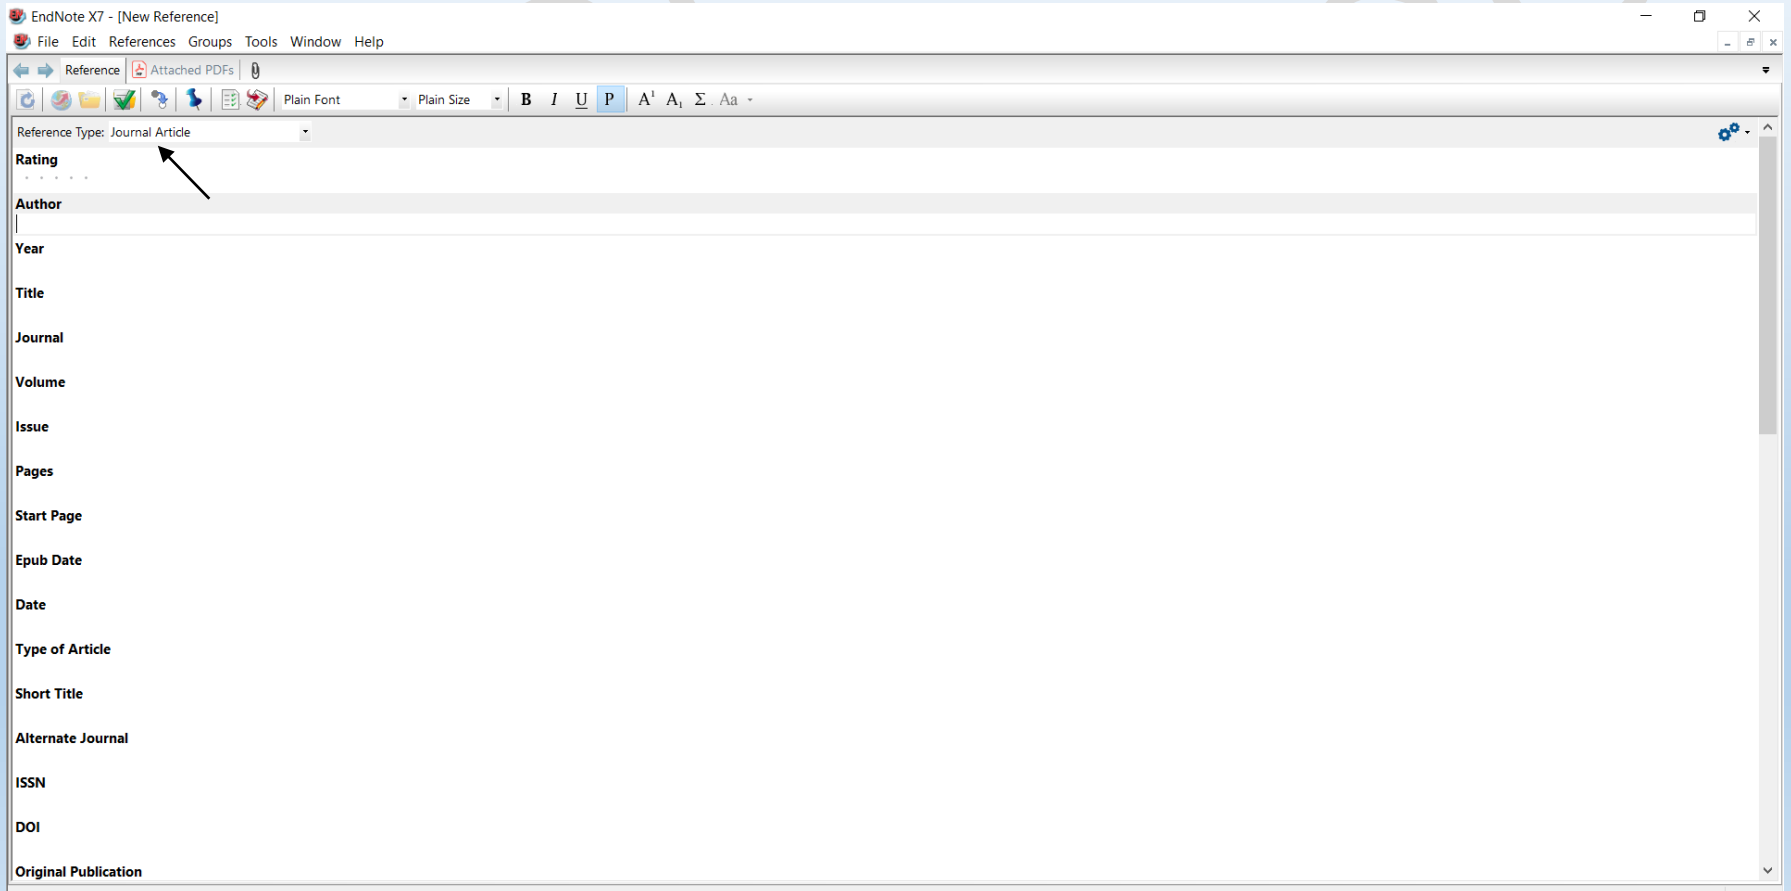 EndNote X7 - [New Reference]
File Edit References Groups Tools Window Help
Reference Attached PDFs
Plain Font Plain Size B I U P A¹ A₁ Σ Aa
Reference Type: Journal Article
Rating
Author
Year
Title
Journal
Volume
Issue
Pages
Start Page
Epub Date
Date
Type of Article
Short Title
Alternate Journal
ISSN
DOI
Original Publication